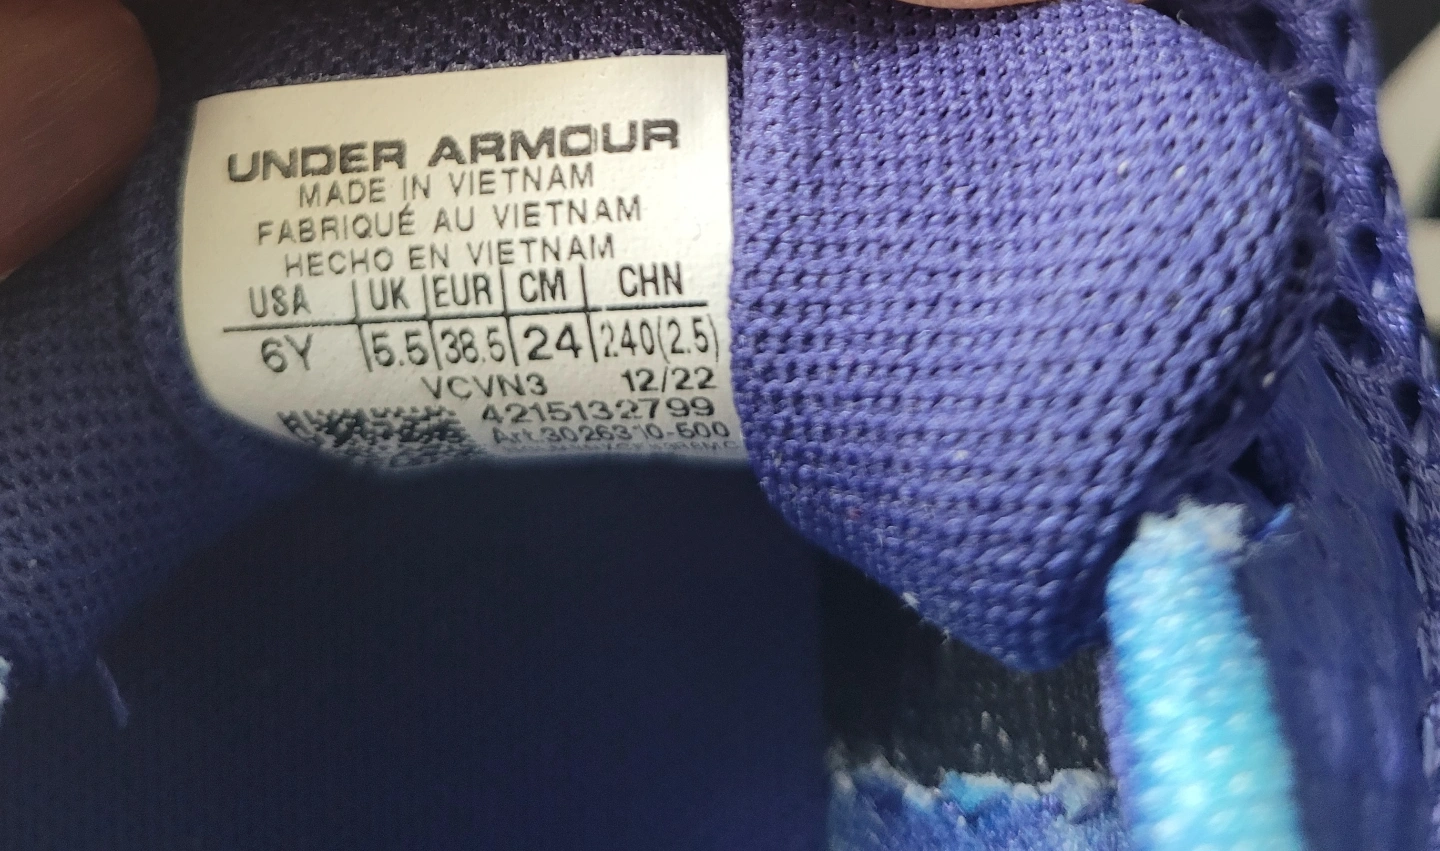 UNDER ARMOUR
MADE IN VIETNAM
FABRIQUÉ AU VIETNAM
HECHO EN VIETNAM
USA | UK | EUR | CM | CHN
6Y | 5.5 | 38.5 | 24 | 240(2.5)
VCVN3 12/22
4215132799
Art.3026310-500